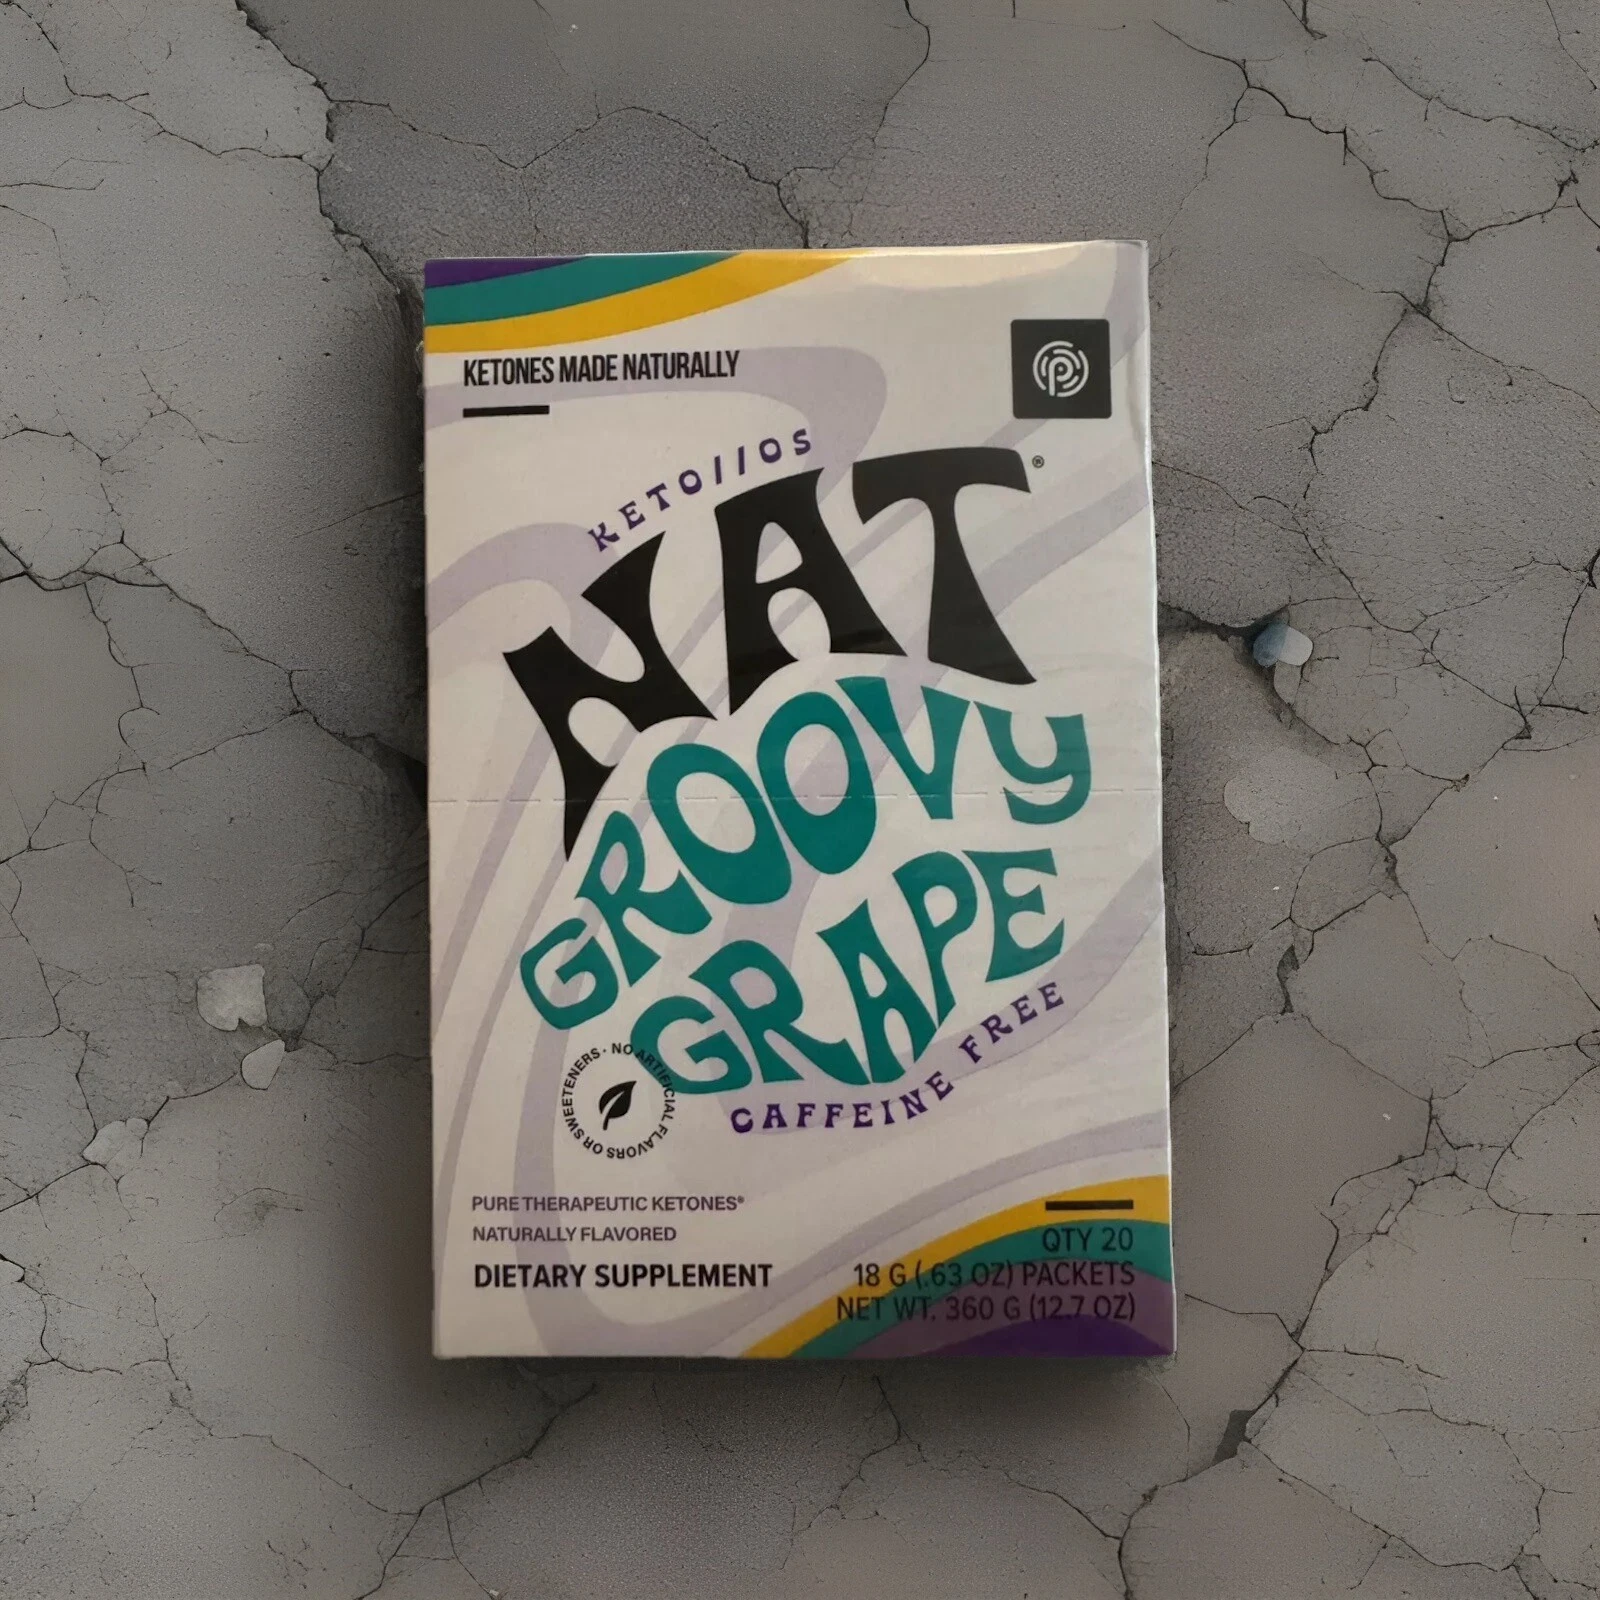 KETONES MADE NATURALLY
KETO//OS
NAT®
GROOVY
GRAPE
CAFFEINE FREE
NO ARTIFICIAL FLAVORS OR SWEETENERS •
PURE THERAPEUTIC KETONES®
NATURALLY FLAVORED
DIETARY SUPPLEMENT
QTY 20
18 G (.63 OZ) PACKETS
NET WT. 360 G (12.7 OZ)